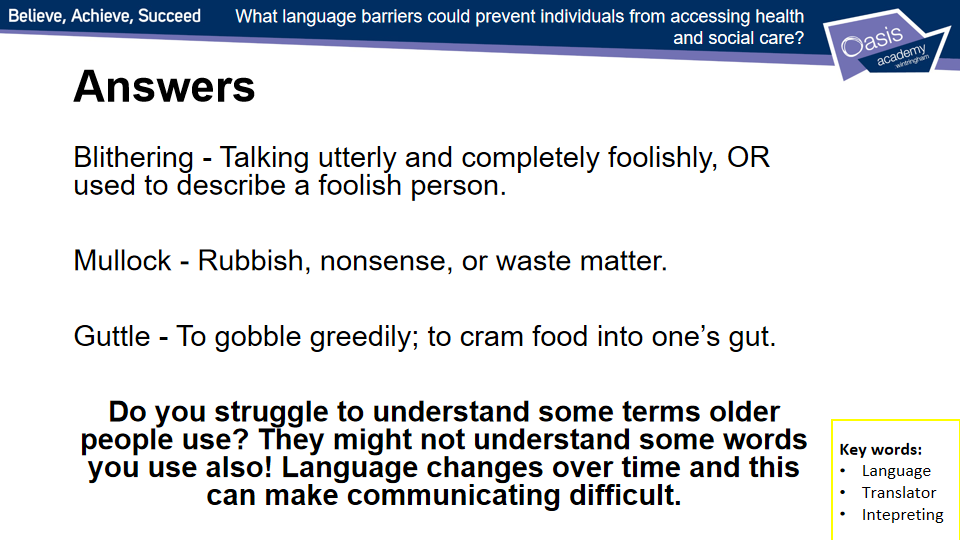 Believe, Achieve, Succeed
What language barriers could prevent individuals from accessing health
and social care?
Oasis
academy
wintringham
Answers
Blithering - Talking utterly and completely foolishly, OR
used to describe a foolish person.
Mullock - Rubbish, nonsense, or waste matter.
Guttle - To gobble greedily; to cram food into one’s gut.
Do you struggle to understand some terms older
people use? They might not understand some words
you use also! Language changes over time and this
can make communicating difficult.
Key words:
• Language
• Translator
• Intepreting